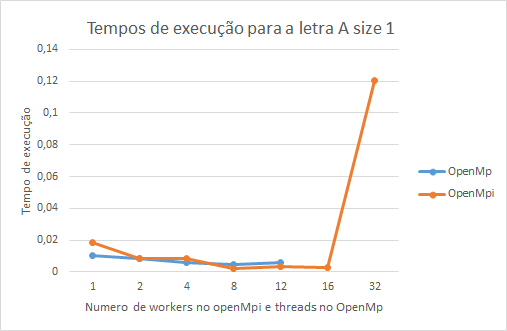 Tempos de execução para a letra A size 1
0,14
0,12
0,1
0,08
0,06
0,04
0,02
0
Tempo de execução
1 2 4 8 12 16 32
Numero de workers no openMpi e threads no OpenMp
OpenMp
OpenMpi